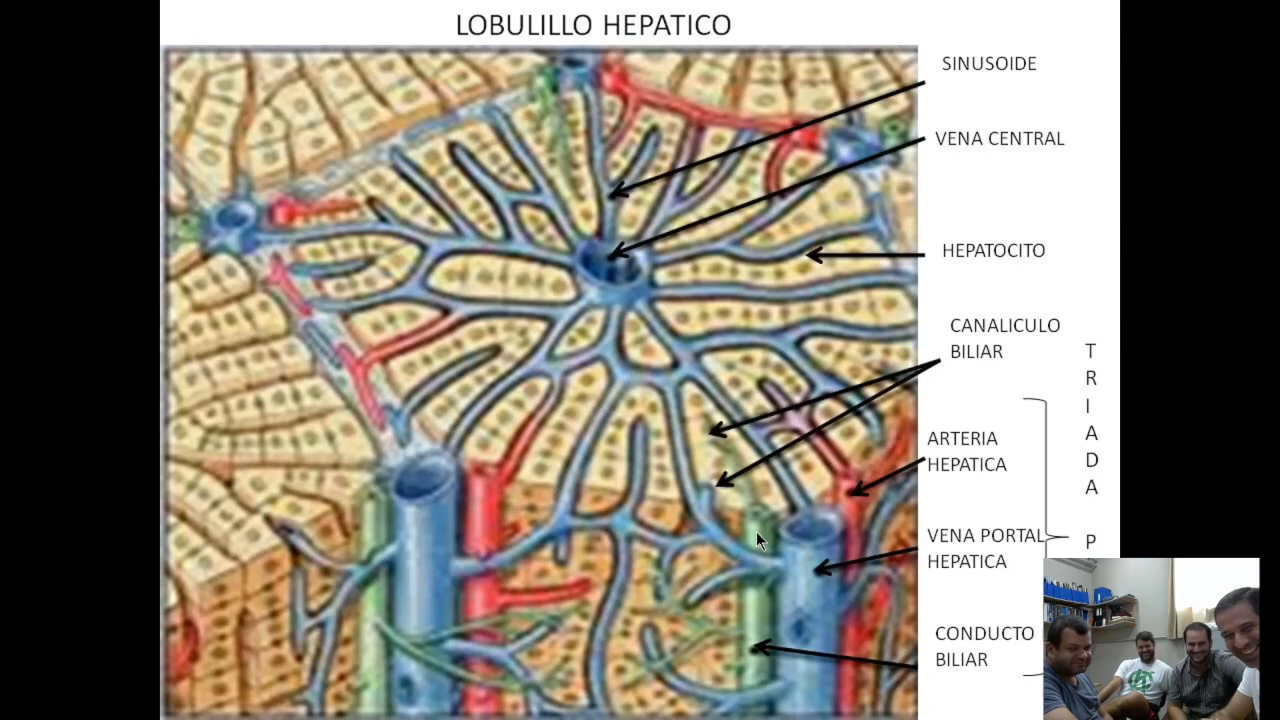 LOBULILLO HEPATICO
SINUSOIDE
VENA CENTRAL
HEPATOCITO
CANALICULO
BILIAR
ARTERIA
HEPATICA
VENA PORTAL
HEPATICA
CONDUCTO
BILIAR
T
R
I
A
D
A
P